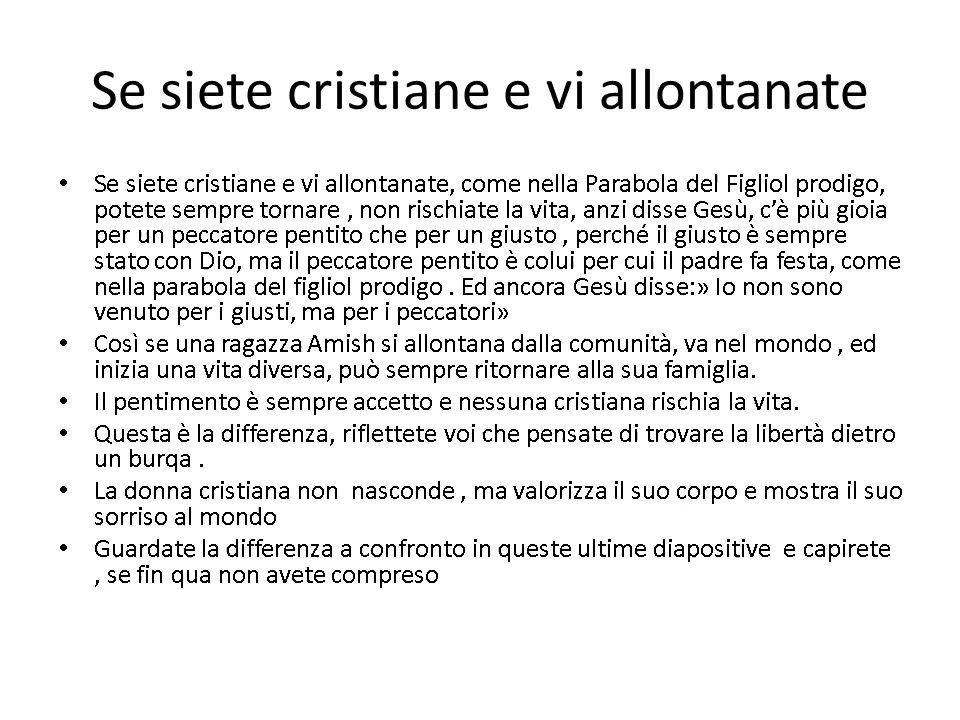 Se siete cristiane e vi allontanate
• Se siete cristiane e vi allontanate, come nella Parabola del Figliol prodigo,
potete sempre tornare , non rischiate la vita, anzi disse Gesù, c’è più gioia
per un peccatore pentito che per un giusto , perché il giusto è sempre
stato con Dio, ma il peccatore pentito è colui per cui il padre fa festa, come
nella parabola del figliol prodigo . Ed ancora Gesù disse:» Io non sono
venuto per i giusti, ma per i peccatori»
• Così se una ragazza Amish si allontana dalla comunità, va nel mondo , ed
inizia una vita diversa, può sempre ritornare alla sua famiglia.
• Il pentimento è sempre accetto e nessuna cristiana rischia la vita.
• Questa è la differenza, riflettete voi che pensate di trovare la libertà dietro
un burqa .
• La donna cristiana non  nasconde , ma valorizza il suo corpo e mostra il suo
sorriso al mondo
• Guardate la differenza a confronto in queste ultime diapositive  e capirete
, se fin qua non avete compreso